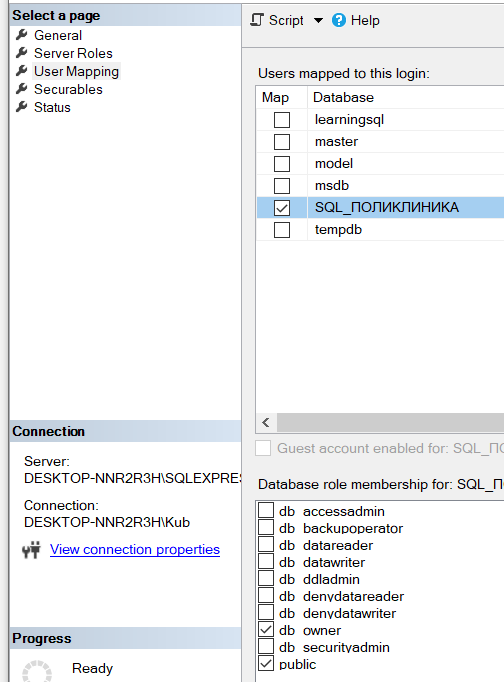 Select a page
General
Server Roles
User Mapping
Securables
Status
Script
Help
Users mapped to this login:
Map Database
learningsql
master
model
msdb
SQL_ПОЛИКЛИНИКА
tempdb
Guest account enabled for: SQL_ПО
Database role membership for: SQL_П
db_accessadmin
db_backupoperator
db_datareader
db_datawriter
db_ddladmin
db_denydatareader
db_denydatawriter
db_owner
db_securityadmin
public
Connection
Server:
DESKTOP-NNR2R3H\SQLEXPRES
Connection:
DESKTOP-NNR2R3H\Kub
View connection properties
Progress
Ready